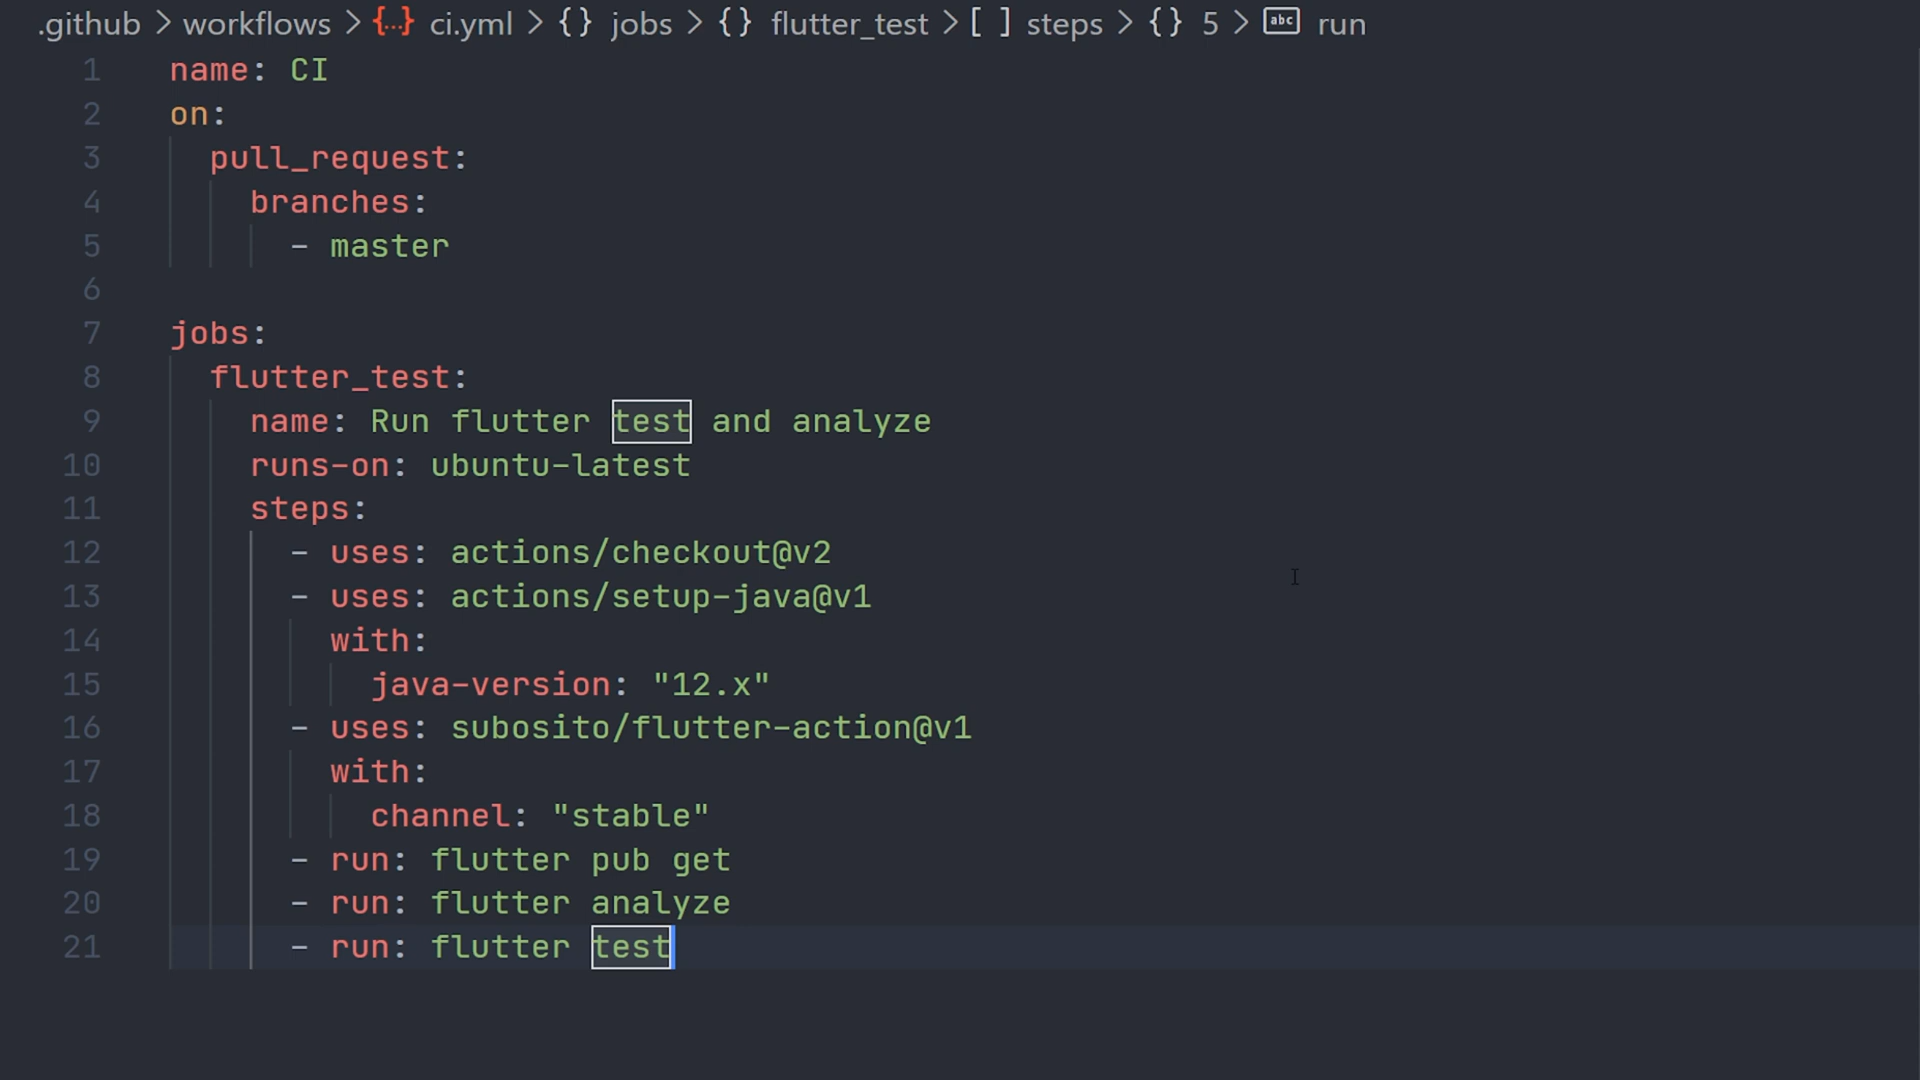 .github > workflows > {..} ci.yml > {} jobs > {} flutter_test > [ ] steps > {} 5 > abc run
1 name: CI
2 on:
3 pull_request:
4 branches:
5 - master
6
7 jobs:
8 flutter_test:
9 name: Run flutter test and analyze
10 runs-on: ubuntu-latest
11 steps:
12 - uses: actions/checkout@v2
13 - uses: actions/setup-java@v1
14 with:
15 java-version: "12.x"
16 - uses: subosito/flutter-action@v1
17 with:
18 channel: "stable"
19 - run: flutter pub get
20 - run: flutter analyze
21 - run: flutter test